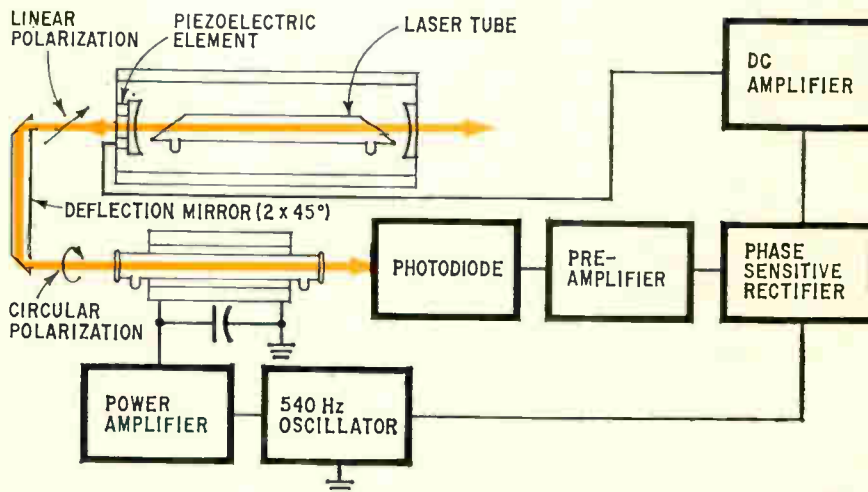 LINEAR
POLARIZATION
PIEZOELECTRIC
ELEMENT
LASER TUBE
DC
AMPLIFIER
DEFLECTION MIRROR (2 x 45°)
CIRCULAR
POLARIZATION
PHOTODIODE
PRE-
AMPLIFIER
PHASE
SENSITIVE
RECTIFIER
POWER
AMPLIFIER
540 Hz
OSCILLATOR